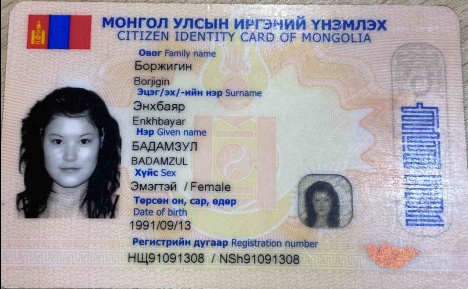 МОНГОЛ УЛСЫН ИРГЭНИЙ ҮНЭМЛЭХ
CITIZEN IDENTITY CARD OF MONGOLIA
Овог Family name
Боржигин
Borjigin
Эцэг/эх/-ийн нэр Surname
Энхбаяр
Enkhbayar
Нэр Given name
БАДАМЗУЛ
BADAMZUL
Хүйс Sex
Эмэгтэй / Female
Төрсөн он, сар, өдөр
Date of birth
1991/09/13
Регистрийн дугаар Registration number
НЩ91091308 / NSh91091308